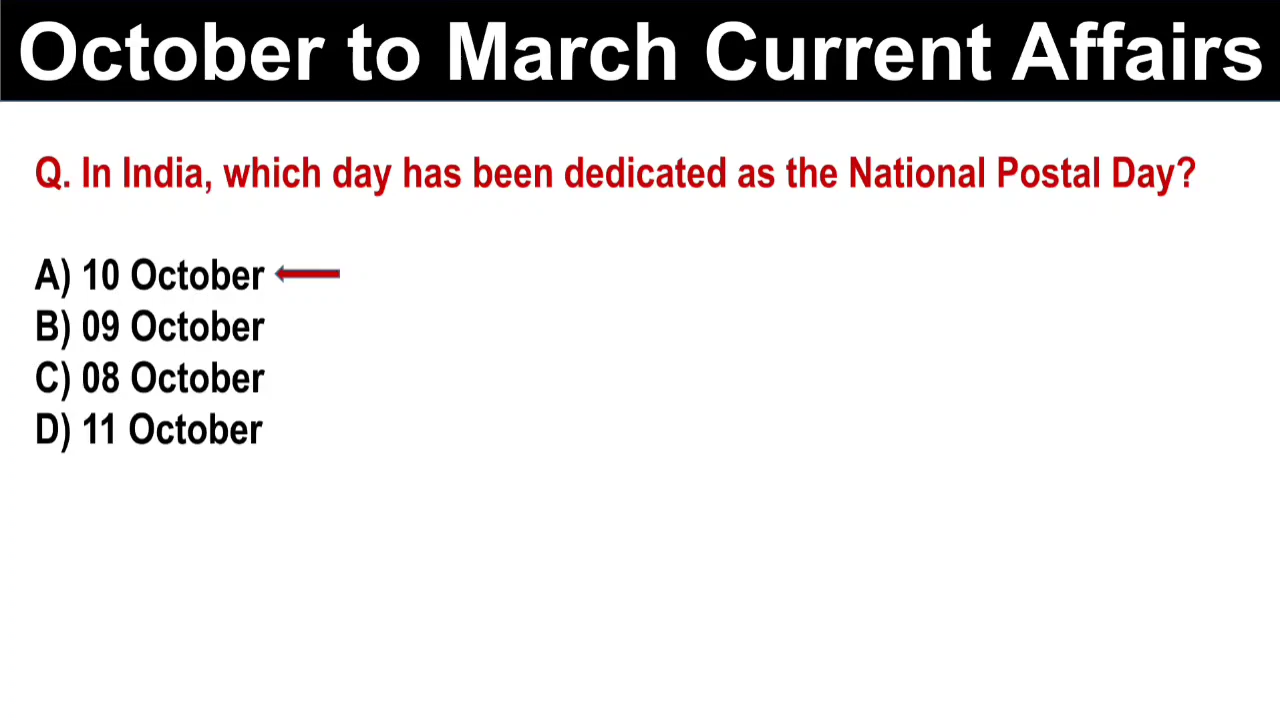 October to March Current Affairs
Q. In India, which day has been dedicated as the National Postal Day?
A) 10 October
B) 09 October
C) 08 October
D) 11 October